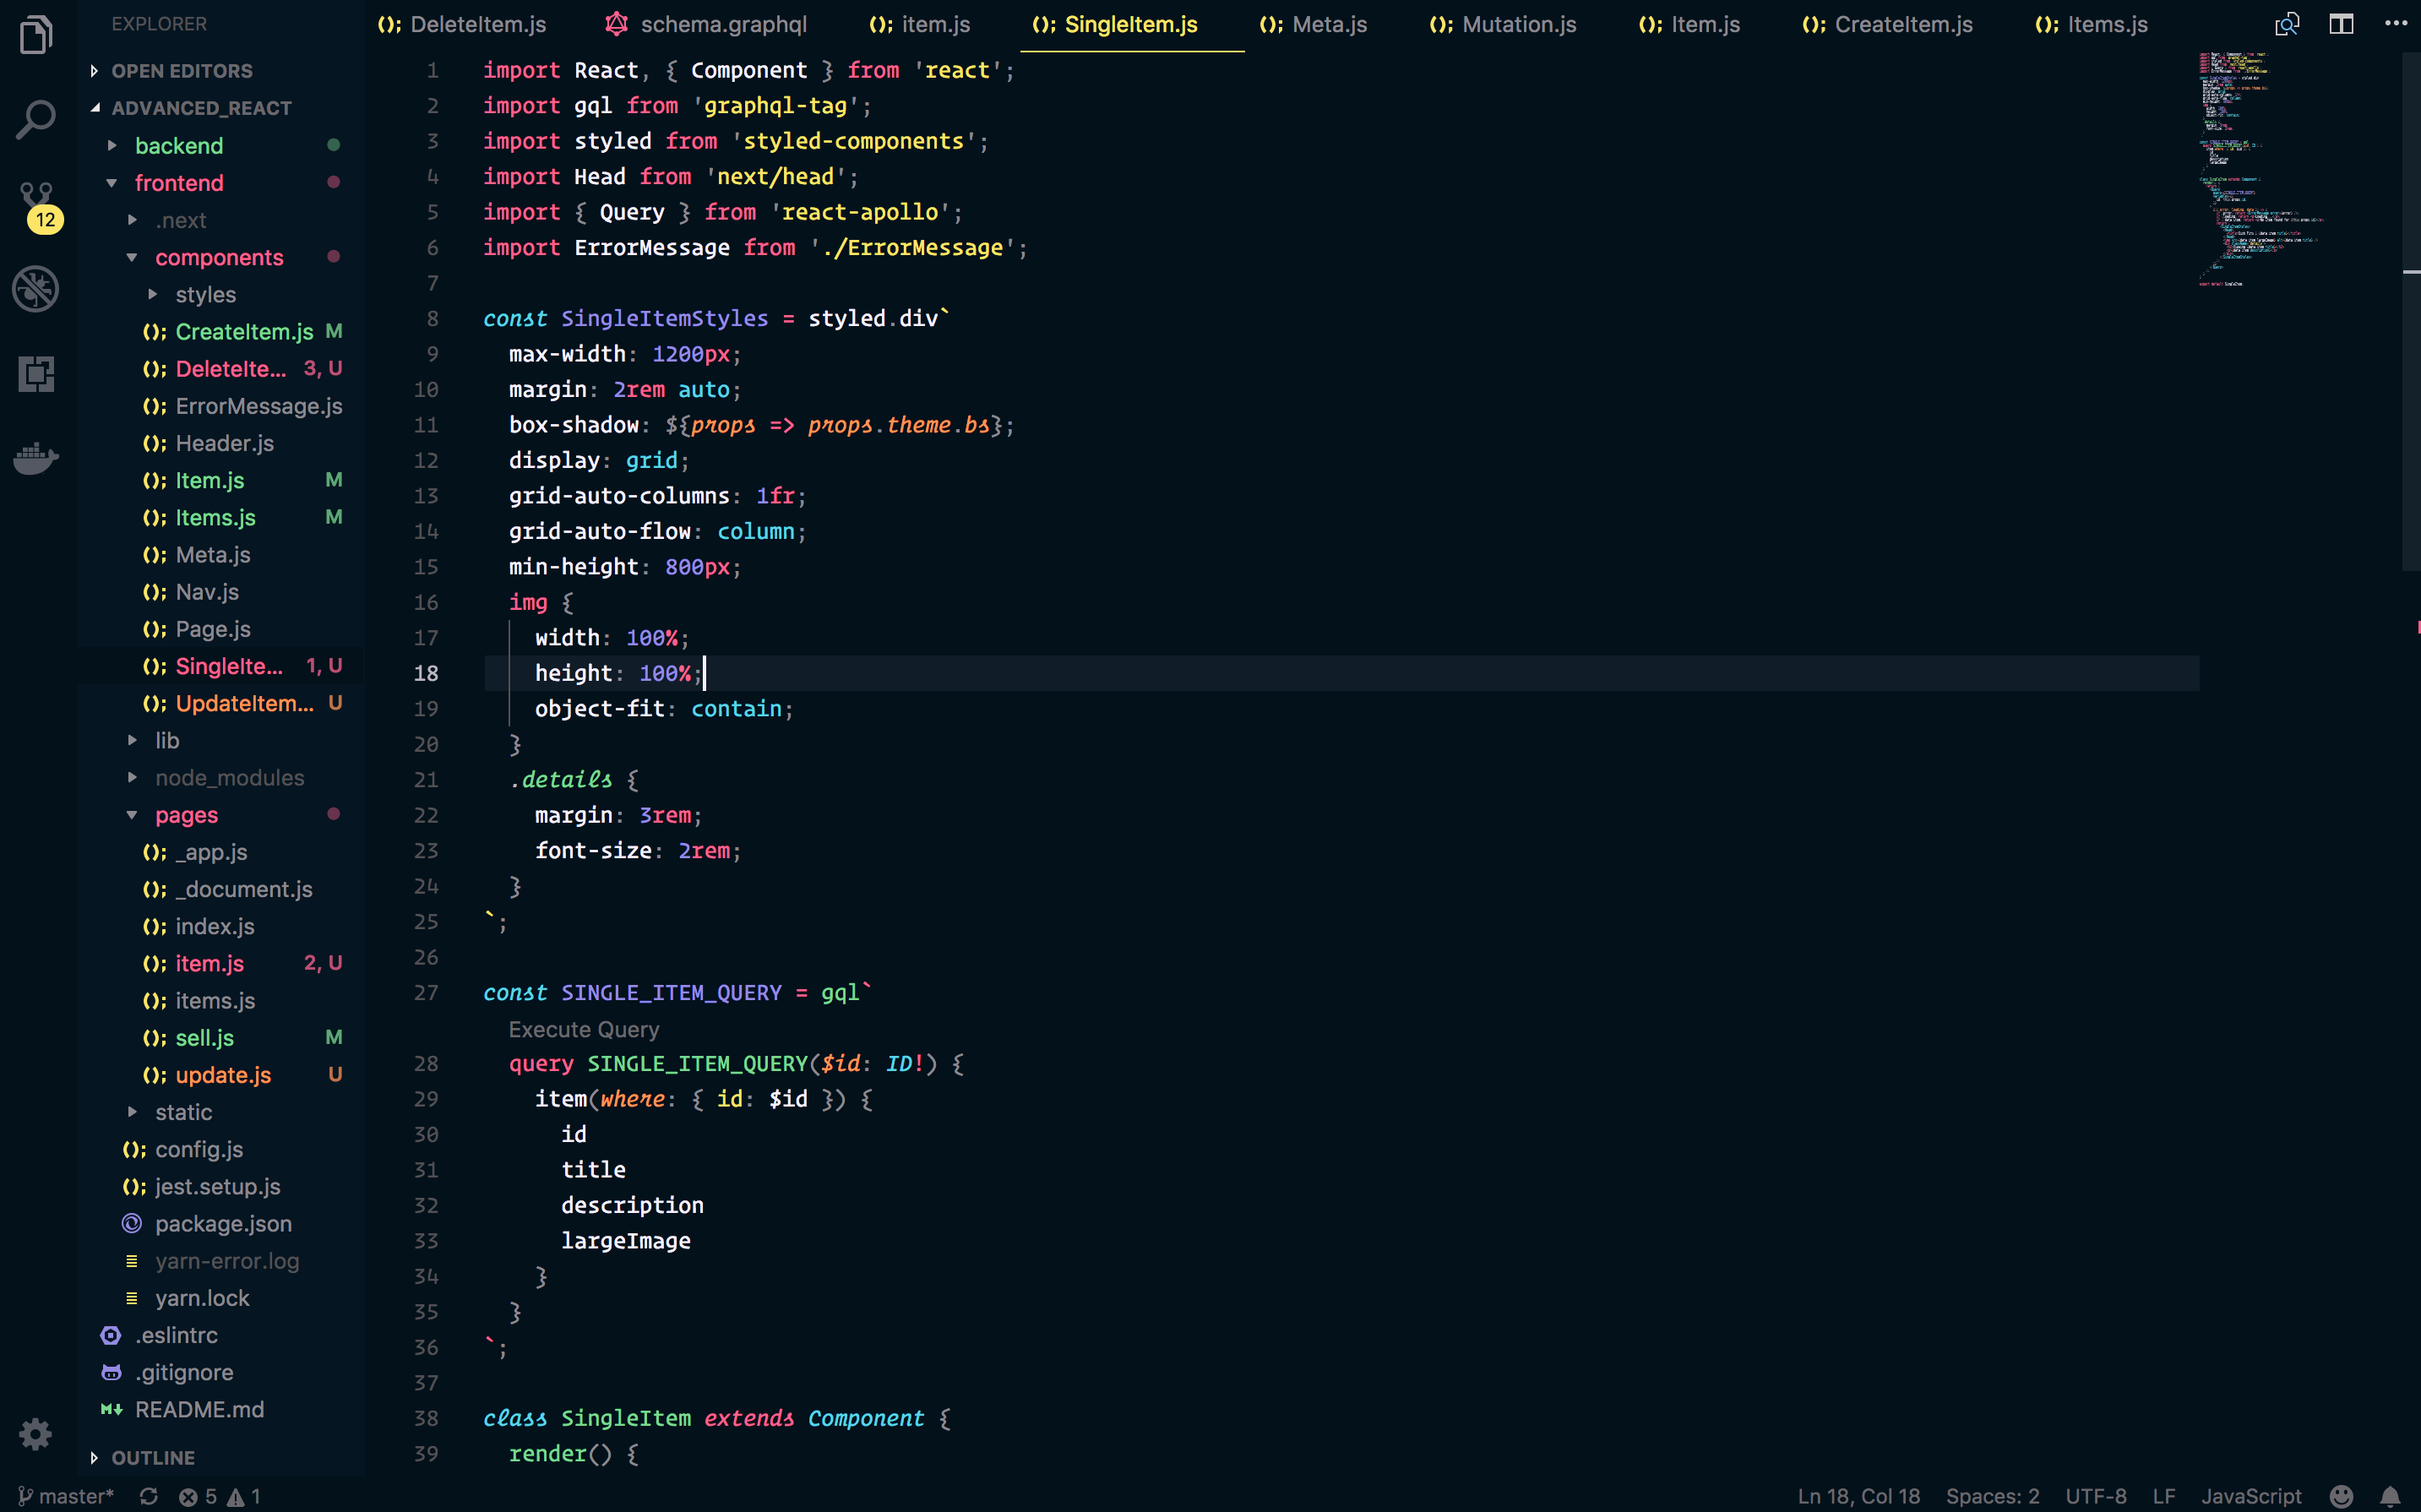 EXPLORER
OPEN EDITORS
ADVANCED_REACT
backend
frontend
.next
components
styles
CreateItem.js M
DeleteIte... 3, U
ErrorMessage.js
Header.js
Item.js M
Items.js M
Meta.js
Nav.js
Page.js
SingleIte... 1, U
UpdateItem... U
lib
node_modules
pages
_app.js
_document.js
index.js
item.js 2, U
items.js
sell.js M
update.js U
static
config.js
jest.setup.js
package.json
yarn-error.log
yarn.lock
.eslintrc
.gitignore
README.md
OUTLINE
12
DeleteItem.js schema.graphql item.js SingleItem.js Meta.js Mutation.js Item.js CreateItem.js Items.js
1 import React, { Component } from 'react';
2 import gql from 'graphql-tag';
3 import styled from 'styled-components';
4 import Head from 'next/head';
5 import { Query } from 'react-apollo';
6 import ErrorMessage from './ErrorMessage';
7
8 const SingleItemStyles = styled.div`
9 max-width: 1200px;
10 margin: 2rem auto;
11 box-shadow: ${props => props.theme.bs};
12 display: grid;
13 grid-auto-columns: 1fr;
14 grid-auto-flow: column;
15 min-height: 800px;
16 img {
17 width: 100%;
18 height: 100%;
19 object-fit: contain;
20 }
21 .details {
22 margin: 3rem;
23 font-size: 2rem;
24 }
25 `;
26
27 const SINGLE_ITEM_QUERY = gql`
Execute Query
28 query SINGLE_ITEM_QUERY($id: ID!) {
29 item(where: { id: $id }) {
30 id
31 title
32 description
33 largeImage
34 }
35 }
36 `;
37
38 class SingleItem extends Component {
39 render() {
master* 5 1 Ln 18, Col 18 Spaces: 2 UTF-8 LF JavaScript